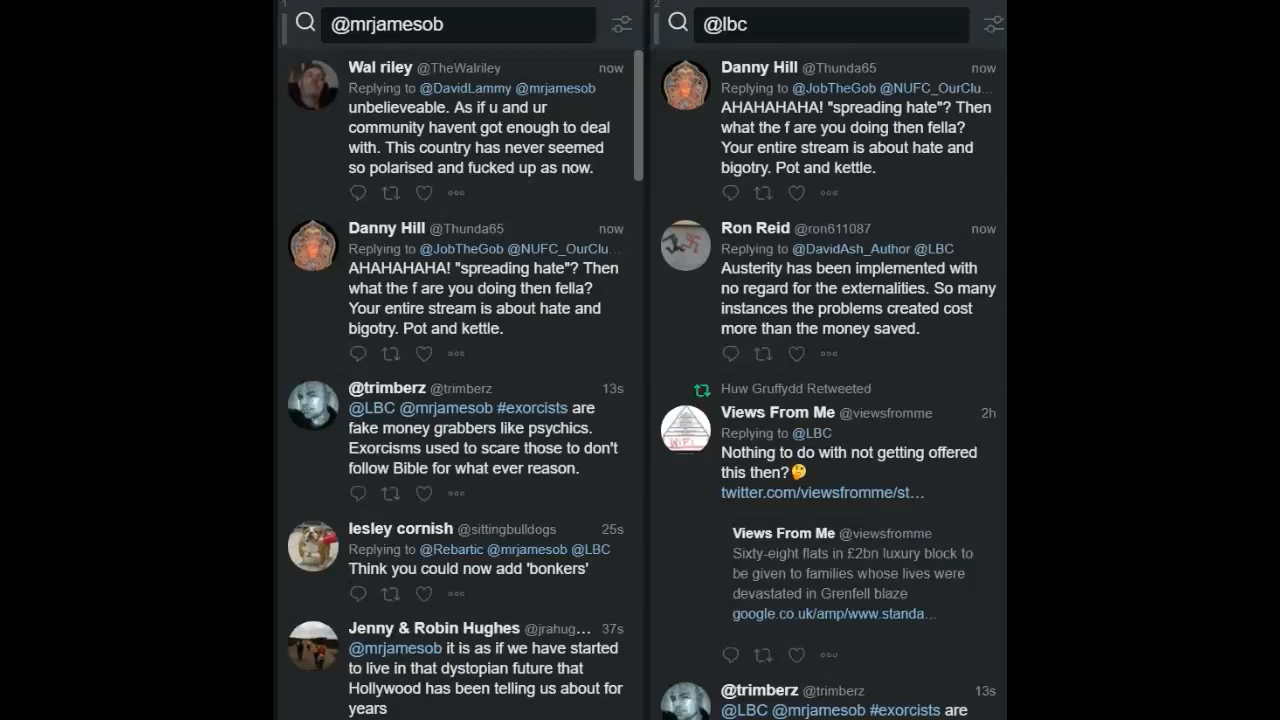 1
@mrjamesob
Wal riley @TheWalriley now
Replying to @DavidLammy @mrjamesob
unbelieveable. As if u and ur
community havent got enough to deal
with. This country has never seemed
so polarised and fucked up as now.
Danny Hill @Thunda65 now
Replying to @JobTheGob @NUFC_OurClu…
AHAHAHAHA! "spreading hate"? Then
what the f are you doing then fella?
Your entire stream is about hate and
bigotry. Pot and kettle.
@trimberz @trimberz 13s
@LBC @mrjamesob #exorcists are
fake money grabbers like psychics.
Exorcisms used to scare those to don't
follow Bible for what ever reason.
lesley cornish @sittingbulldogs 25s
Replying to @Rebartic @mrjamesob @LBC
Think you could now add 'bonkers'
Jenny & Robin Hughes @jrahug… 37s
@mrjamesob it is as if we have started
to live in that dystopian future that
Hollywood has been telling us about for
years
2
@lbc
Danny Hill @Thunda65 now
Replying to @JobTheGob @NUFC_OurClu…
AHAHAHAHA! "spreading hate"? Then
what the f are you doing then fella?
Your entire stream is about hate and
bigotry. Pot and kettle.
Ron Reid @ron611087 now
Replying to @DavidAsh_Author @LBC
Austerity has been implemented with
no regard for the externalities. So many
instances the problems created cost
more than the money saved.
Huw Gruffydd Retweeted
Views From Me @viewsfromme 2h
Replying to @LBC
Nothing to do with not getting offered
this then?🤔
twitter.com/viewsfromme/st…
Views From Me @viewsfromme
Sixty-eight flats in £2bn luxury block to
be given to families whose lives were
devastated in Grenfell blaze
google.co.uk/amp/www.standa…
@trimberz @trimberz 13s
@LBC @mrjamesob #exorcists are